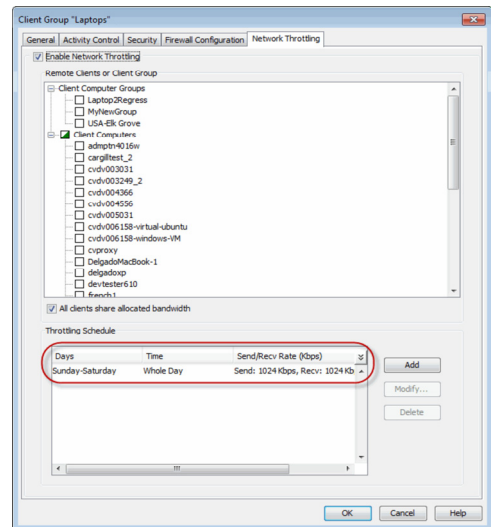 Client Group "Laptops"
General Activity Control Security Firewall Configuration Network Throttling
Enable Network Throttling
Remote Clients or Client Group
Client Computer Groups
Laptop2Regress
MyNewGroup
USA-Elk Grove
Client Computers
admptn4016w
cargilltest_2
cvdv003031
cvdv003249_2
cvdv004366
cvdv004556
cvdv005031
cvdv006158-virtual-ubuntu
cvdv006158-windows-VM
cvproxy
DelgadoMacBook-1
delgadoxp
devtester610
french1
All clients share allocated bandwidth
Throttling Schedule
Days Time Send/Recv Rate (Kbps)
Sunday-Saturday Whole Day Send: 1024 Kbps, Recv: 1024 Kb
Add
Modify...
Delete
OK Cancel Help